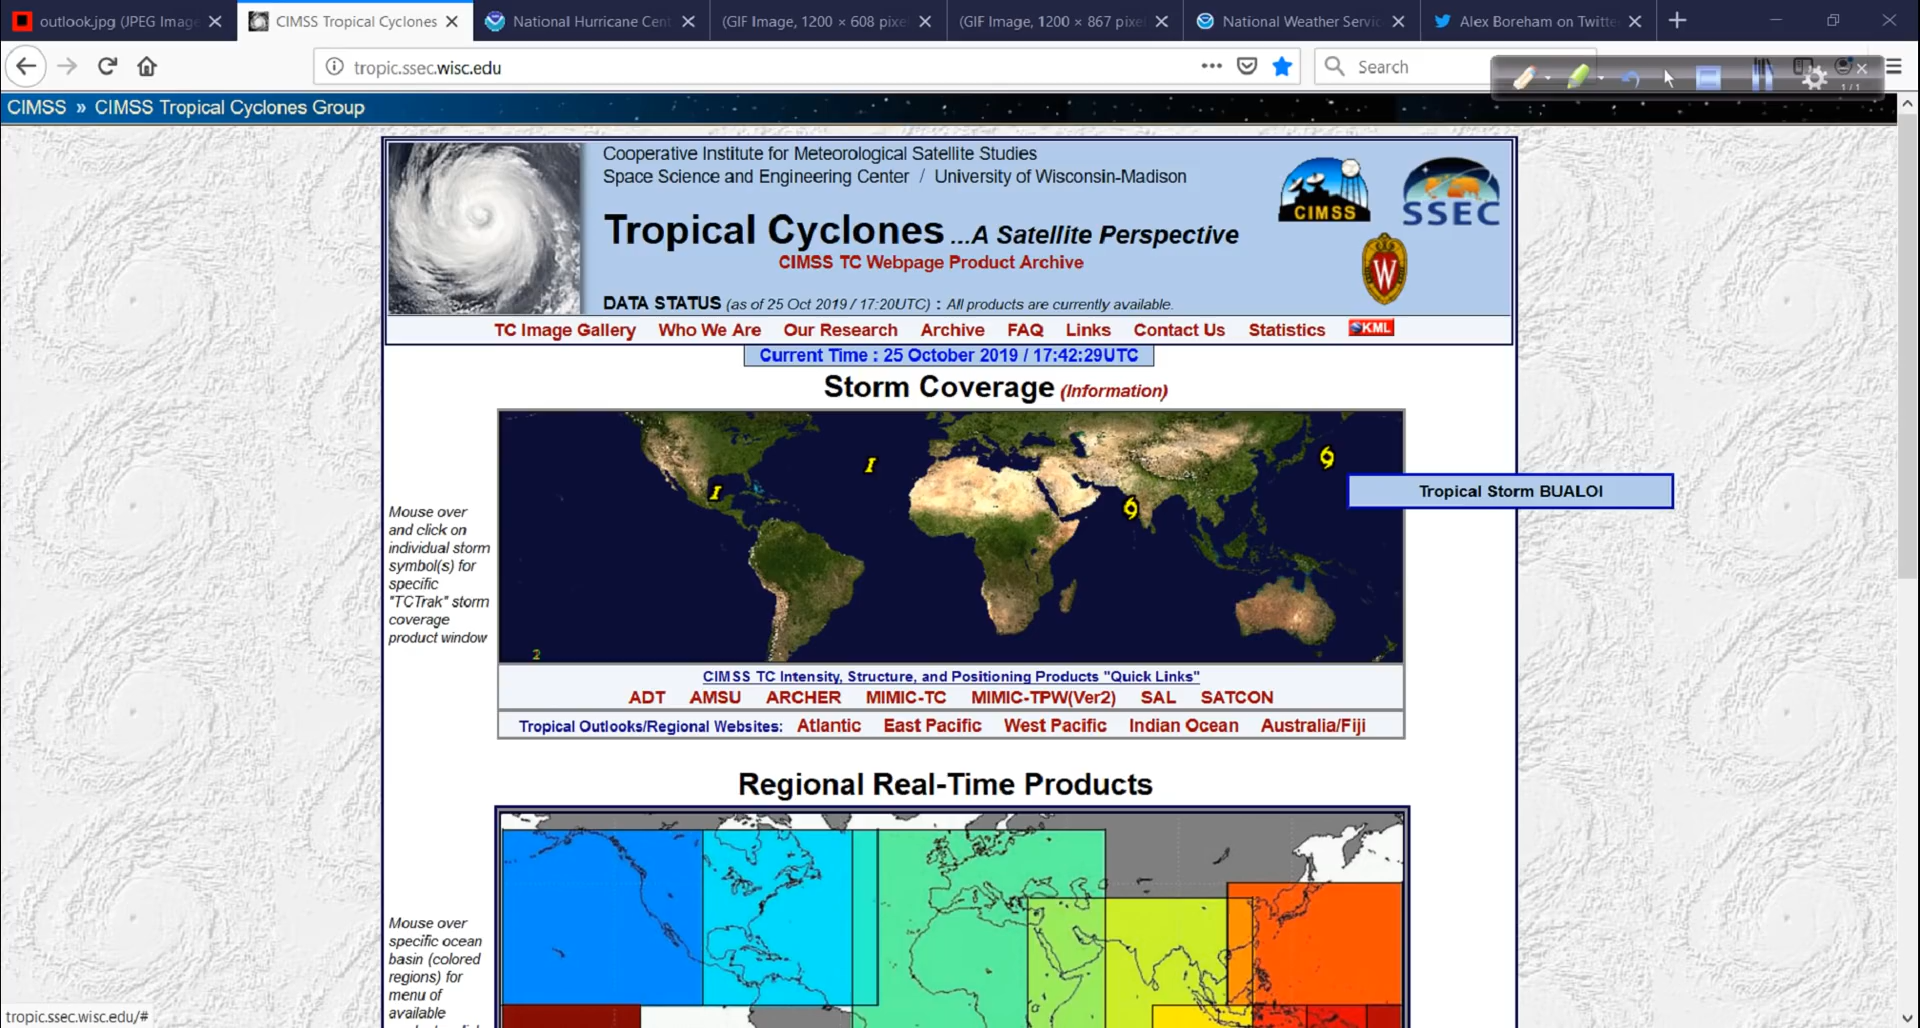 outlook.jpg (JPEG Image
CIMSS Tropical Cyclones
National Hurricane Cent
(GIF Image, 1200 × 608 pixel
(GIF Image, 1200 × 867 pixel
National Weather Servic
Alex Boreham on Twitte
tropic.ssec.wisc.edu
Search
1/1
CIMSS » CIMSS Tropical Cyclones Group
Cooperative Institute for Meteorological Satellite Studies
Space Science and Engineering Center / University of Wisconsin-Madison
Tropical Cyclones ...A Satellite Perspective
CIMSS TC Webpage Product Archive
CIMSS
SSEC
W
DATA STATUS (as of 25 Oct 2019 / 17:20UTC) : All products are currently available.
TC Image Gallery Who We Are Our Research Archive FAQ Links Contact Us Statistics KML
Current Time : 25 October 2019 / 17:42:29UTC
Storm Coverage (Information)
Mouse over
and click on
individual storm
symbol(s) for
specific
"TCTrak" storm
coverage
product window
I
I
2
Tropical Storm BUALOI
CIMSS TC Intensity, Structure, and Positioning Products "Quick Links"
ADT AMSU ARCHER MIMIC-TC MIMIC-TPW(Ver2) SAL SATCON
Tropical Outlooks/Regional Websites: Atlantic East Pacific West Pacific Indian Ocean Australia/Fiji
Regional Real-Time Products
Mouse over
specific ocean
basin (colored
regions) for
menu of
available
tropic.ssec.wisc.edu/#